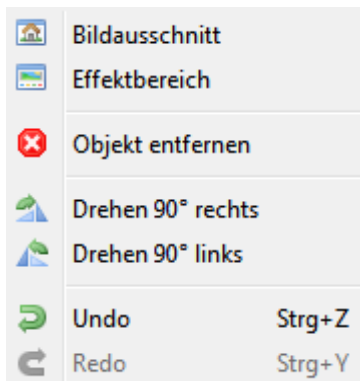 Bildausschnitt
Effektbereich
Objekt entfernen
Drehen 90° rechts
Drehen 90° links
Undo Strg+Z
Redo Strg+Y